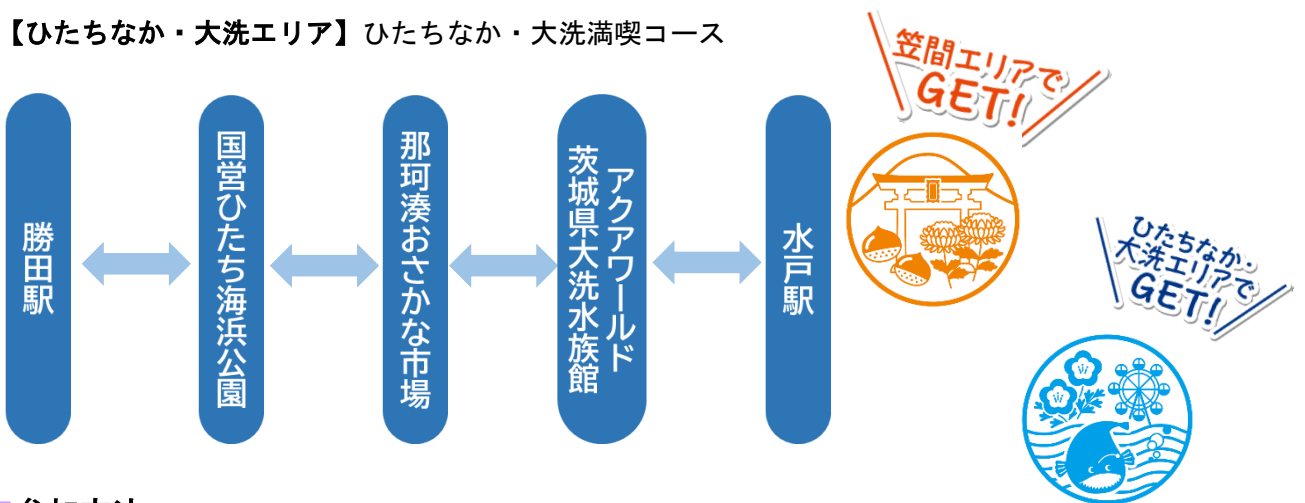 【ひたちなか・大洗エリア】ひたちなか・大洗満喫コース
勝田駅
国営ひたち海浜公園
那珂湊おさかな市場
アクアワールド
茨城県大洗水族館
水戸駅
笠間エリアで
GET!
ひたちなか・
大洗エリアで
GET!